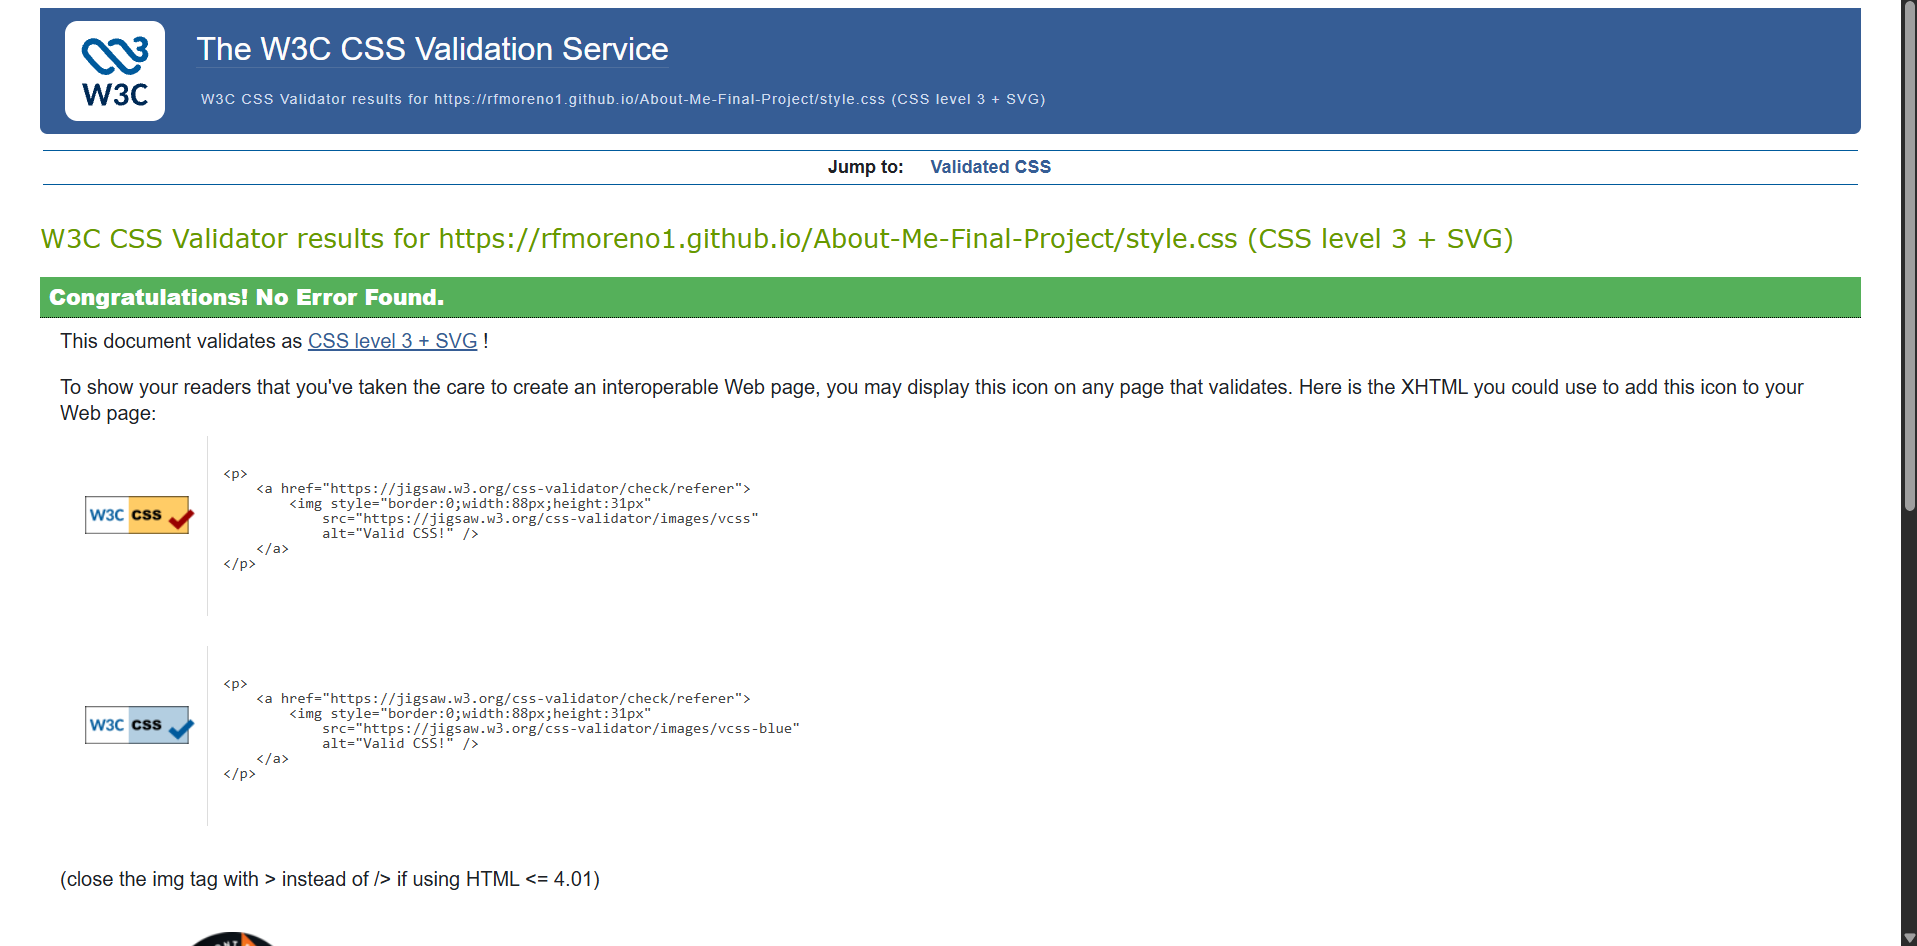 W3C
The W3C CSS Validation Service
W3C CSS Validator results for https://rfmoreno1.github.io/About-Me-Final-Project/style.css (CSS level 3 + SVG)
Jump to: Validated CSS
W3C CSS Validator results for https://rfmoreno1.github.io/About-Me-Final-Project/style.css (CSS level 3 + SVG)
Congratulations! No Error Found.
This document validates as CSS level 3 + SVG !
To show your readers that you've taken the care to create an interoperable Web page, you may display this icon on any page that validates. Here is the XHTML you could use to add this icon to your
Web page:
W3C css
<p>
    <a href="https://jigsaw.w3.org/css-validator/check/referer">
        <img style="border:0;width:88px;height:31px"
            src="https://jigsaw.w3.org/css-validator/images/vcss"
            alt="Valid CSS!" />
    </a>
</p>
W3C css
<p>
    <a href="https://jigsaw.w3.org/css-validator/check/referer">
        <img style="border:0;width:88px;height:31px"
            src="https://jigsaw.w3.org/css-validator/images/vcss-blue"
            alt="Valid CSS!" />
    </a>
</p>
(close the img tag with > instead of /> if using HTML <= 4.01)